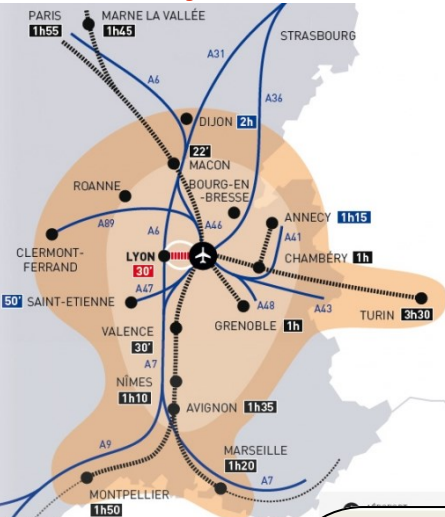 PARIS
1h55
MARNE LA VALLÉE
1h45
STRASBOURG
A31
A6
A36
DIJON 2h
22'
MACON
BOURG-EN
-BRESSE
ROANNE
ANNECY 1h15
A89
A6
A46
A41
CLERMONT-
FERRAND
LYON
30'
CHAMBÉRY 1h
A47
50' SAINT-ETIENNE
A48
A43
GRENOBLE 1h
TURIN 3h30
VALENCE
30'
A7
NÎMES
1h10
AVIGNON 1h35
A9
MARSEILLE
1h20
A7
MONTPELLIER
1h50